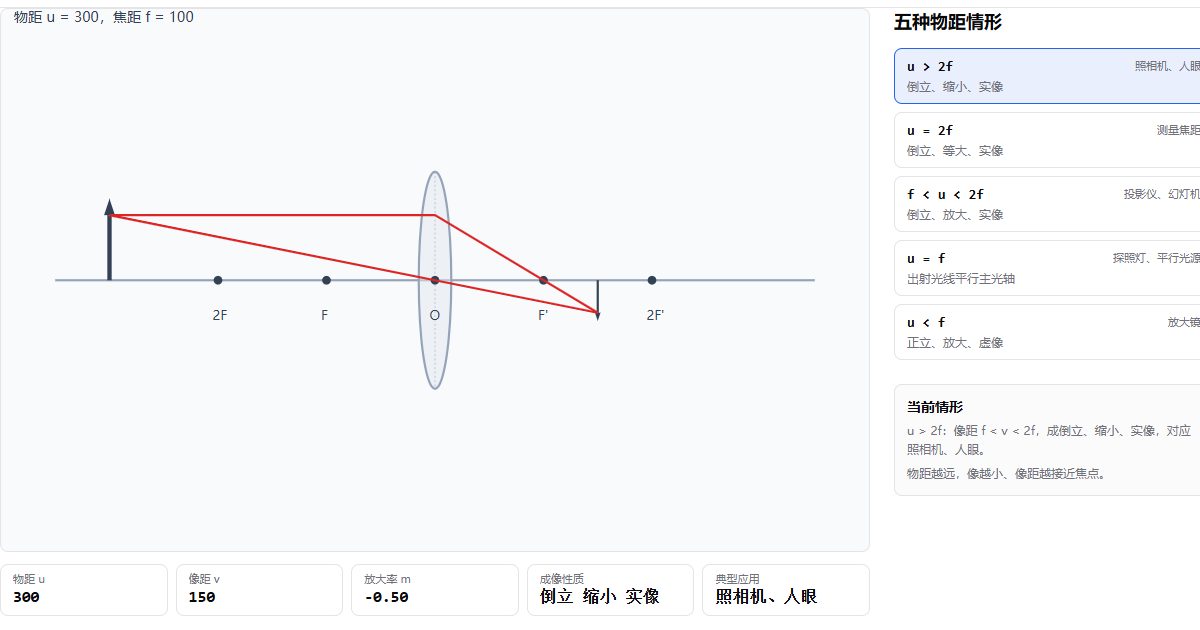 物距 u = 300，焦距 f = 100
2F
F
O
F'
2F'
物距 u
300
像距 v
150
放大率 m
-0.50
成像性质
倒立 缩小 实像
典型应用
照相机、人眼
五种物距情形
u > 2f
照相机、人眼
倒立、缩小、实像
u = 2f
测量焦距
倒立、等大、实像
f < u < 2f
投影仪、幻灯机
倒立、放大、实像
u = f
探照灯、平行光源
出射光线平行主光轴
u < f
放大镜
正立、放大、虚像
当前情形
u > 2f：像距 f < v < 2f，成倒立、缩小、实像，对应
照相机、人眼。
物距越远，像越小、像距越接近焦点。